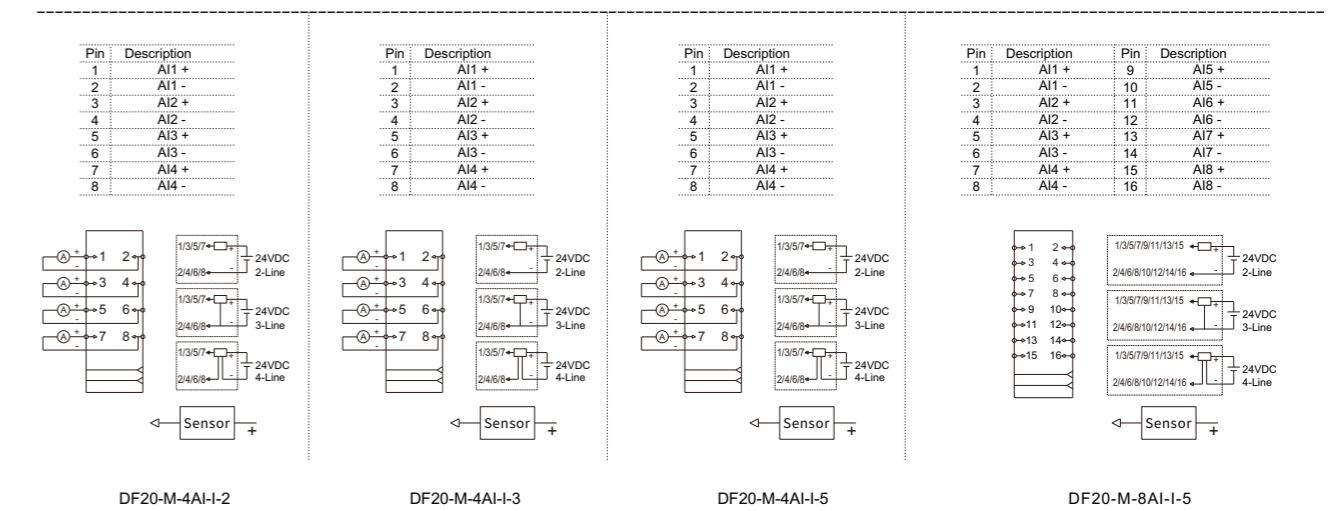 Pin Description
1 AI1 +
2 AI1 -
3 AI2 +
4 AI2 -
5 AI3 +
6 AI3 -
7 AI4 +
8 AI4 -
A + 1 2
-
A + 3 4
-
A + 5 6
-
A + 7 8
-
1/3/5/7 +
24VDC
2/4/6/8 - 2-Line
1/3/5/7 +
24VDC
2/4/6/8 - 3-Line
1/3/5/7 +
24VDC
2/4/6/8 - 4-Line
Sensor +
DF20-M-4AI-I-2
Pin Description
1 AI1 +
2 AI1 -
3 AI2 +
4 AI2 -
5 AI3 +
6 AI3 -
7 AI4 +
8 AI4 -
A + 1 2
-
A + 3 4
-
A + 5 6
-
A + 7 8
-
1/3/5/7 +
24VDC
2/4/6/8 - 2-Line
1/3/5/7 +
24VDC
2/4/6/8 - 3-Line
1/3/5/7 +
24VDC
2/4/6/8 - 4-Line
Sensor +
DF20-M-4AI-I-3
Pin Description
1 AI1 +
2 AI1 -
3 AI2 +
4 AI2 -
5 AI3 +
6 AI3 -
7 AI4 +
8 AI4 -
A + 1 2
-
A + 3 4
-
A + 5 6
-
A + 7 8
-
1/3/5/7 +
24VDC
2/4/6/8 - 2-Line
1/3/5/7 +
24VDC
2/4/6/8 - 3-Line
1/3/5/7 +
24VDC
2/4/6/8 - 4-Line
Sensor +
DF20-M-4AI-I-5
Pin Description Pin Description
1 AI1 + 9 AI5 +
2 AI1 - 10 AI5 -
3 AI2 + 11 AI6 +
4 AI2 - 12 AI6 -
5 AI3 + 13 AI7 +
6 AI3 - 14 AI7 -
7 AI4 + 15 AI8 +
8 AI4 - 16 AI8 -
1 2
3 4
5 6
7 8
9 10
11 12
13 14
15 16
1/3/5/7/9/11/13/15 +
24VDC
2/4/6/8/10/12/14/16 - 2-Line
1/3/5/7/9/11/13/15 +
24VDC
2/4/6/8/10/12/14/16 - 3-Line
1/3/5/7/9/11/13/15 +
24VDC
2/4/6/8/10/12/14/16 - 4-Line
Sensor +
DF20-M-8AI-I-5